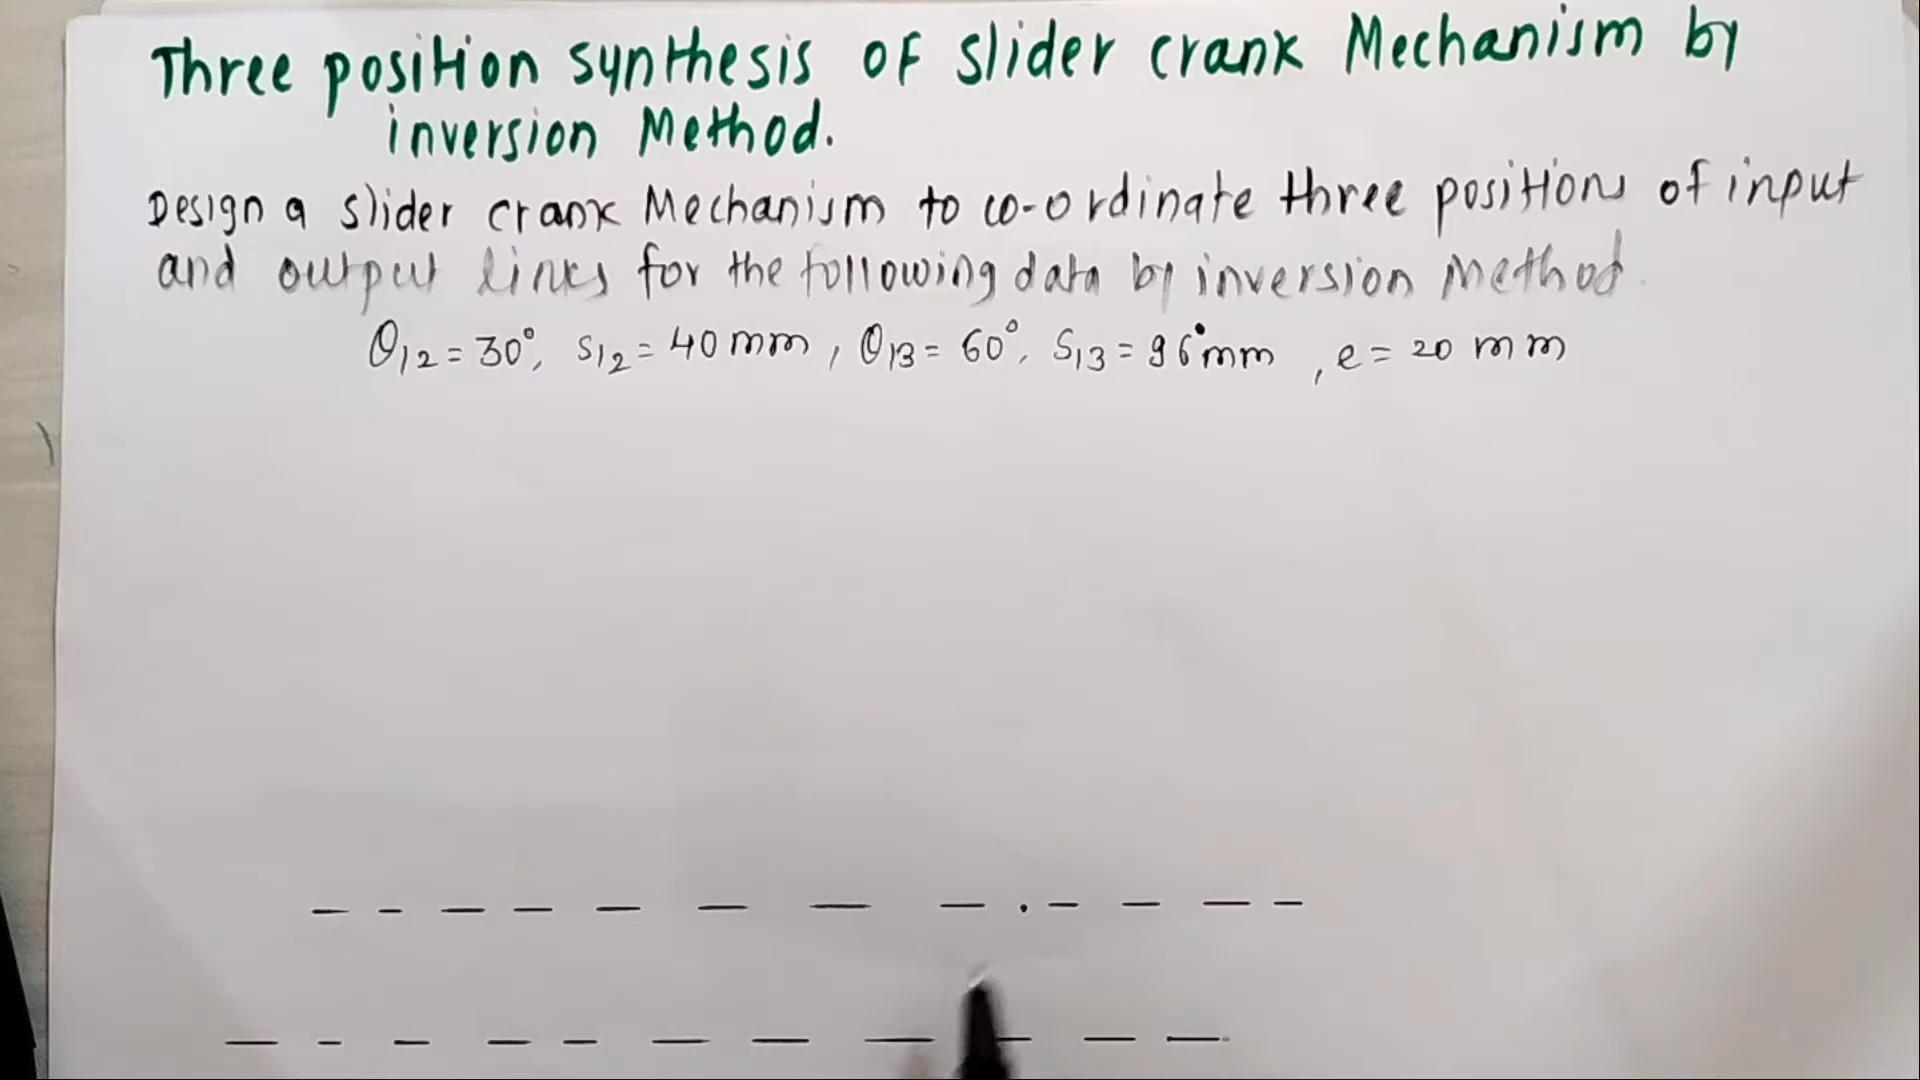 Three position synthesis of slider crank Mechanism by
inversion Method.
Design a slider crank Mechanism to co-ordinate three positions of input
and output links for the following data by inversion Method.
θ12 = 30°, S12 = 40 mm, θ13 = 60°, S13 = 96 mm, e = 20 mm